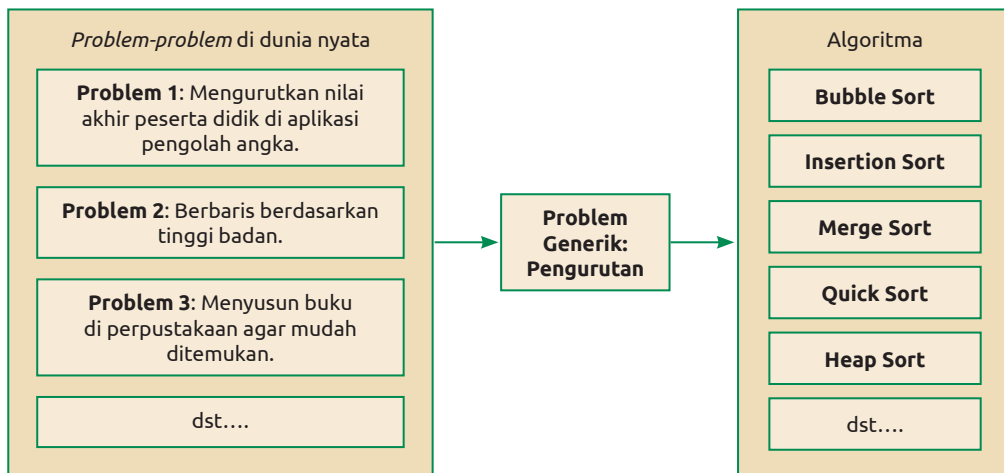 Problem-problem di dunia nyata
Problem 1: Mengurutkan nilai
akhir peserta didik di aplikasi
pengolah angka.
Problem 2: Berbaris berdasarkan
tinggi badan.
Problem 3: Menyusun buku
di perpustakaan agar mudah
ditemukan.
dst....
Problem
Generik:
Pengurutan
Algoritma
Bubble Sort
Insertion Sort
Merge Sort
Quick Sort
Heap Sort
dst....